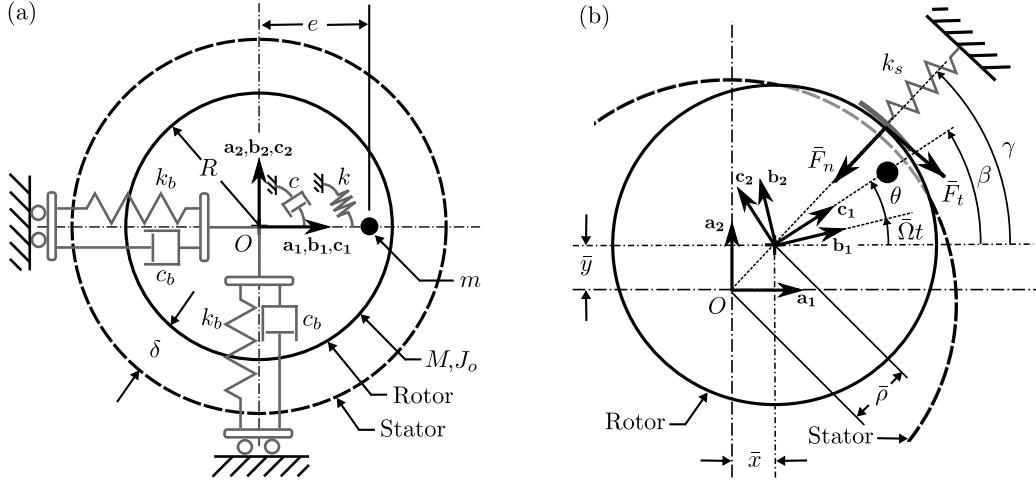 (a)
e
R
a₂,b₂,c₂
c
k
k_b
O
a₁,b₁,c₁
c_b
m
k_b
c_b
δ
M,J_o
Rotor
Stator
(b)
k_s
γ
F̄_n
β
F̄_t
c₂
b₂
θ
c₁
a₂
Ω̄t
b₁
ȳ
O
a₁
ρ̄
Rotor
Stator
x̄